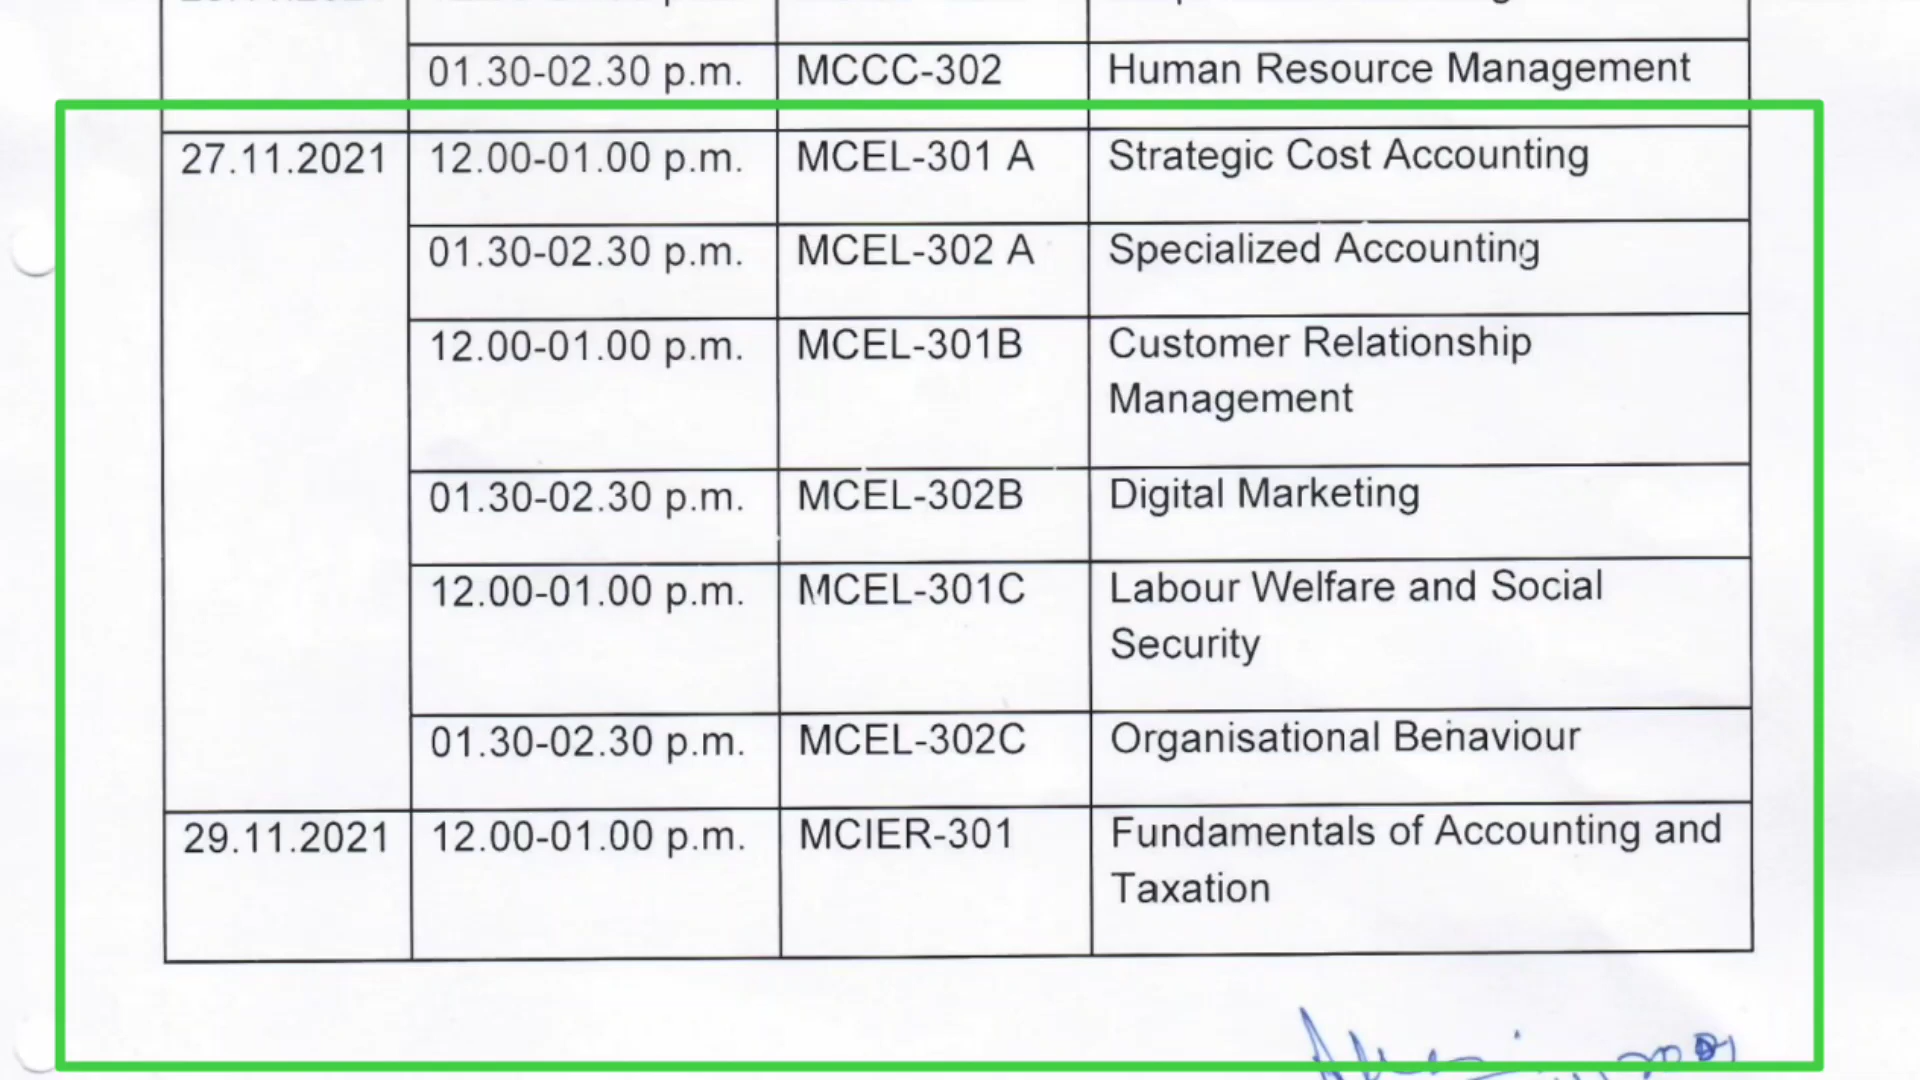 01.30-02.30 p.m. MCCC-302 Human Resource Management
27.11.2021 12.00-01.00 p.m. MCEL-301 A Strategic Cost Accounting
01.30-02.30 p.m. MCEL-302 A Specialized Accounting
12.00-01.00 p.m. MCEL-301B Customer Relationship
Management
01.30-02.30 p.m. MCEL-302B Digital Marketing
12.00-01.00 p.m. MCEL-301C Labour Welfare and Social
Security
01.30-02.30 p.m. MCEL-302C Organisational Behaviour
29.11.2021 12.00-01.00 p.m. MCIER-301 Fundamentals of Accounting and
Taxation